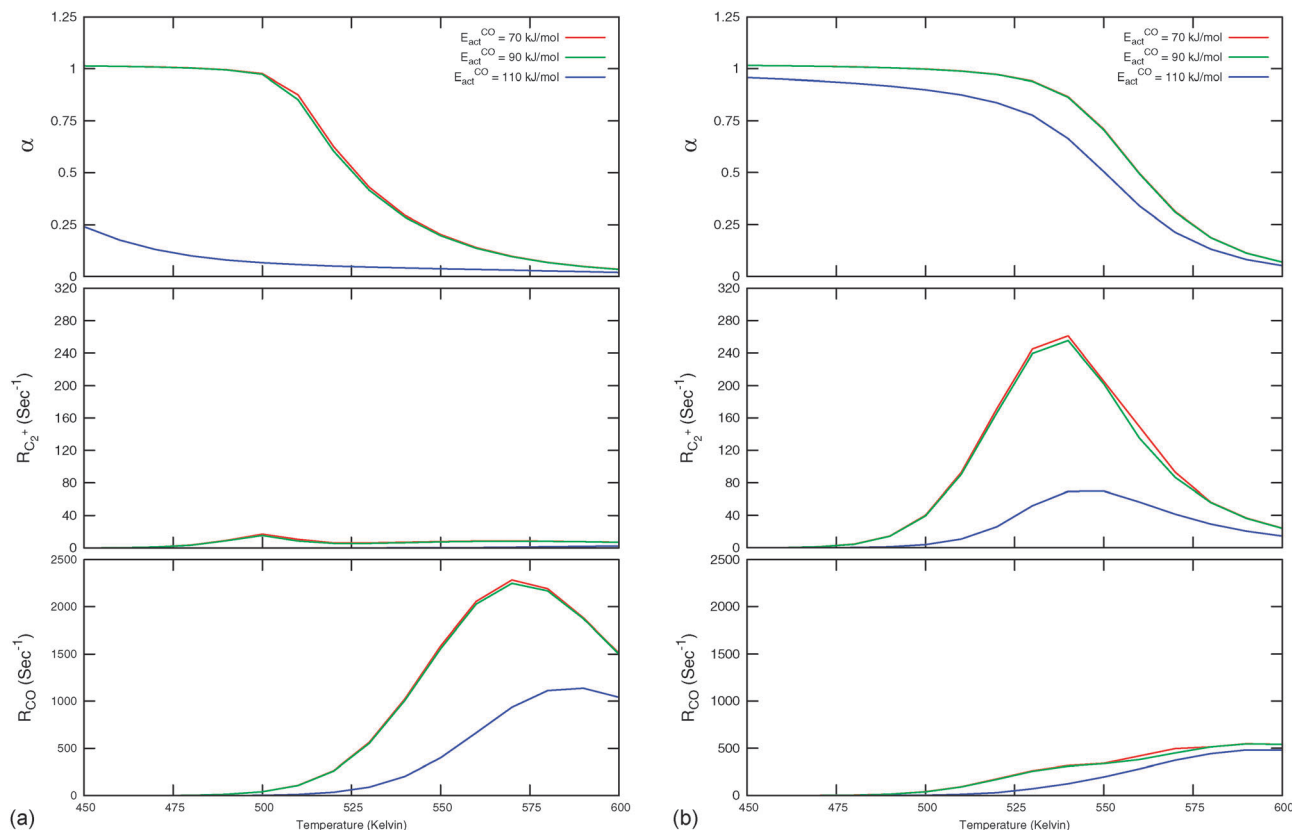 1.25
1
0.75
0.5
0.25
0
α
E_act^CO = 70 kJ/mol
E_act^CO = 90 kJ/mol
E_act^CO = 110 kJ/mol
320
280
240
200
160
120
80
40
0
R_C₂⁺ (Sec⁻¹)
2500
2000
1500
1000
500
0
R_CO (Sec⁻¹)
450 475 500 525 550 575 600
Temperature (Kelvin)
(a)
1.25
1
0.75
0.5
0.25
0
α
E_act^CO = 70 kJ/mol
E_act^CO = 90 kJ/mol
E_act^CO = 110 kJ/mol
320
280
240
200
160
120
80
40
0
R_C₂⁺ (Sec⁻¹)
2500
2000
1500
1000
500
0
R_CO (Sec⁻¹)
450 475 500 525 550 575 600
Temperature (Kelvin)
(b)